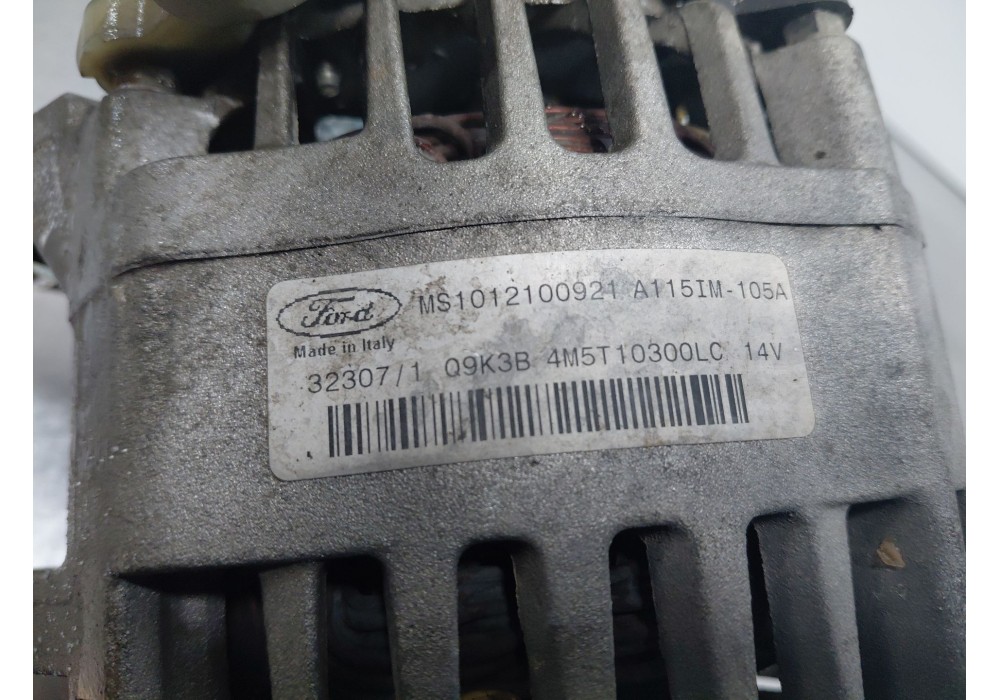 Ford MS1012100921 A115IM-105A
Made in Italy
32307/1 Q9K3B 4M5T10300LC 14V